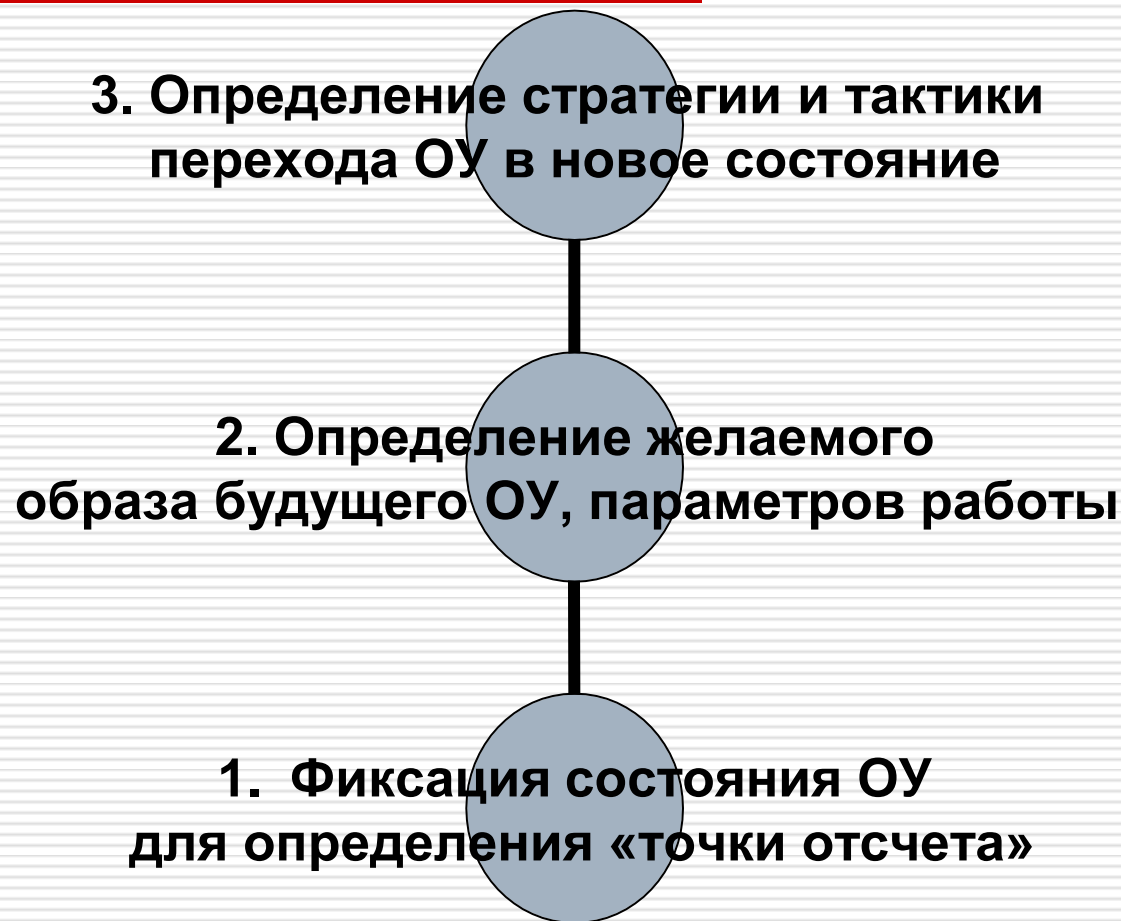 3. Определение стратегии и тактики
перехода ОУ в новое состояние
2. Определение желаемого
образа будущего ОУ, параметров работы
1. Фиксация состояния ОУ
для определения «точки отсчета»